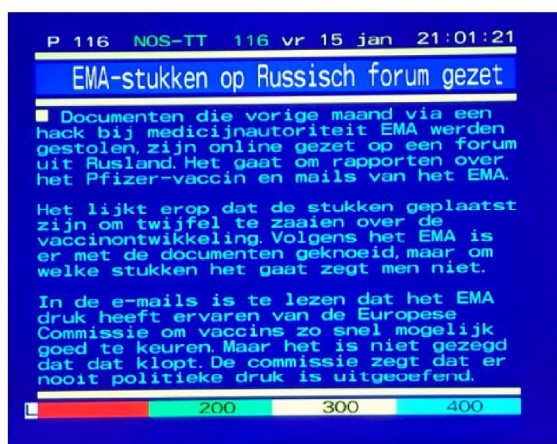 P 116 NOS-TT 116 vr 15 jan 21:01:21
EMA-stukken op Russisch forum gezet
Documenten die vorige maand via een
hack bij medicijnautoriteit EMA werden
gestolen, zijn online gezet op een forum
uit Rusland. Het gaat om rapporten over
het Pfizer-vaccin en mails van het EMA.
Het lijkt erop dat de stukken geplaatst
zijn om twijfel te zaaien over de
vaccinontwikkeling. Volgens het EMA is
er met de documenten geknoeid, maar om
welke stukken het gaat zegt men niet.
In de e-mails is te lezen dat het EMA
druk heeft ervaren van de Europese
Commissie om vaccins zo snel mogelijk
goed te keuren. Maar het is niet gezegd
dat dat klopt. De commissie zegt dat er
nooit politieke druk is uitgeoefend.
200 300 400